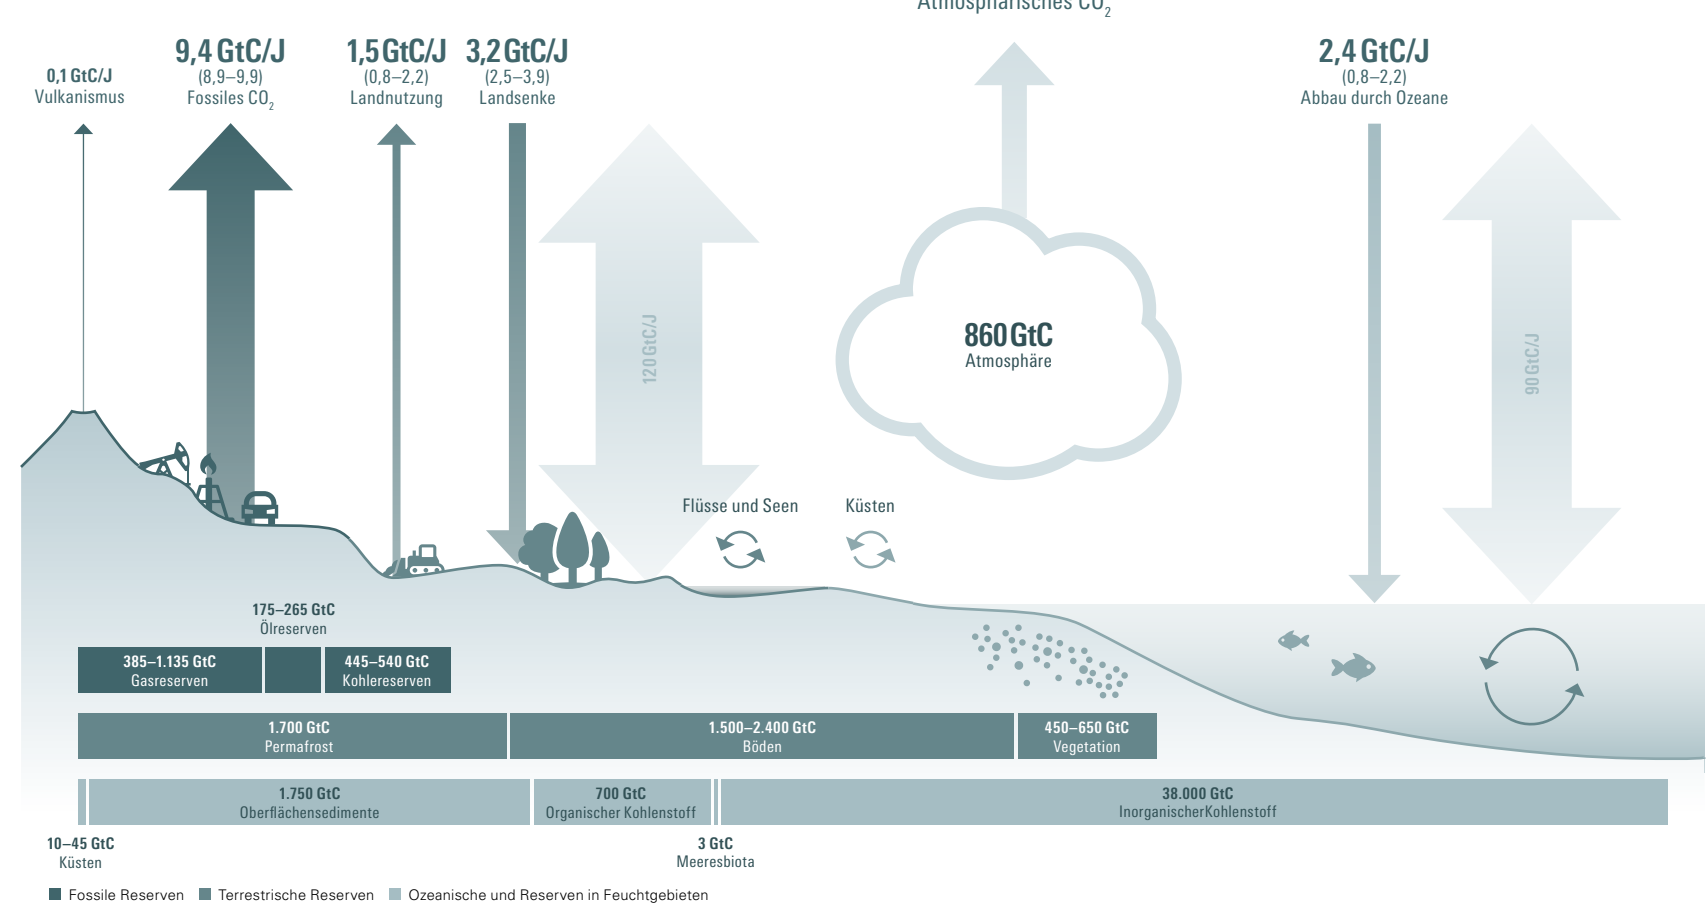 Atmosphärisches CO2
0,1 GtC/J
Vulkanismus
9,4 GtC/J
(8,9–9,9)
Fossiles CO2
1,5 GtC/J
(0,8–2,2)
Landnutzung
3,2 GtC/J
(2,5–3,9)
Landsenke
2,4 GtC/J
(0,8–2,2)
Abbau durch Ozeane
120 GtC/J
860 GtC
Atmosphäre
90 GtC/J
Flüsse und Seen
Küsten
175–265 GtC
Ölreserven
385–1.135 GtC
Gasreserven
445–540 GtC
Kohlereserven
1.700 GtC
Permafrost
1.500–2.400 GtC
Böden
450–650 GtC
Vegetation
1.750 GtC
Oberflächensedimente
700 GtC
Organischer Kohlenstoff
38.000 GtC
InorganischerKohlenstoff
10–45 GtC
Küsten
3 GtC
Meeresbiota
Fossile Reserven
Terrestrische Reserven
Ozeanische und Reserven in Feuchtgebieten